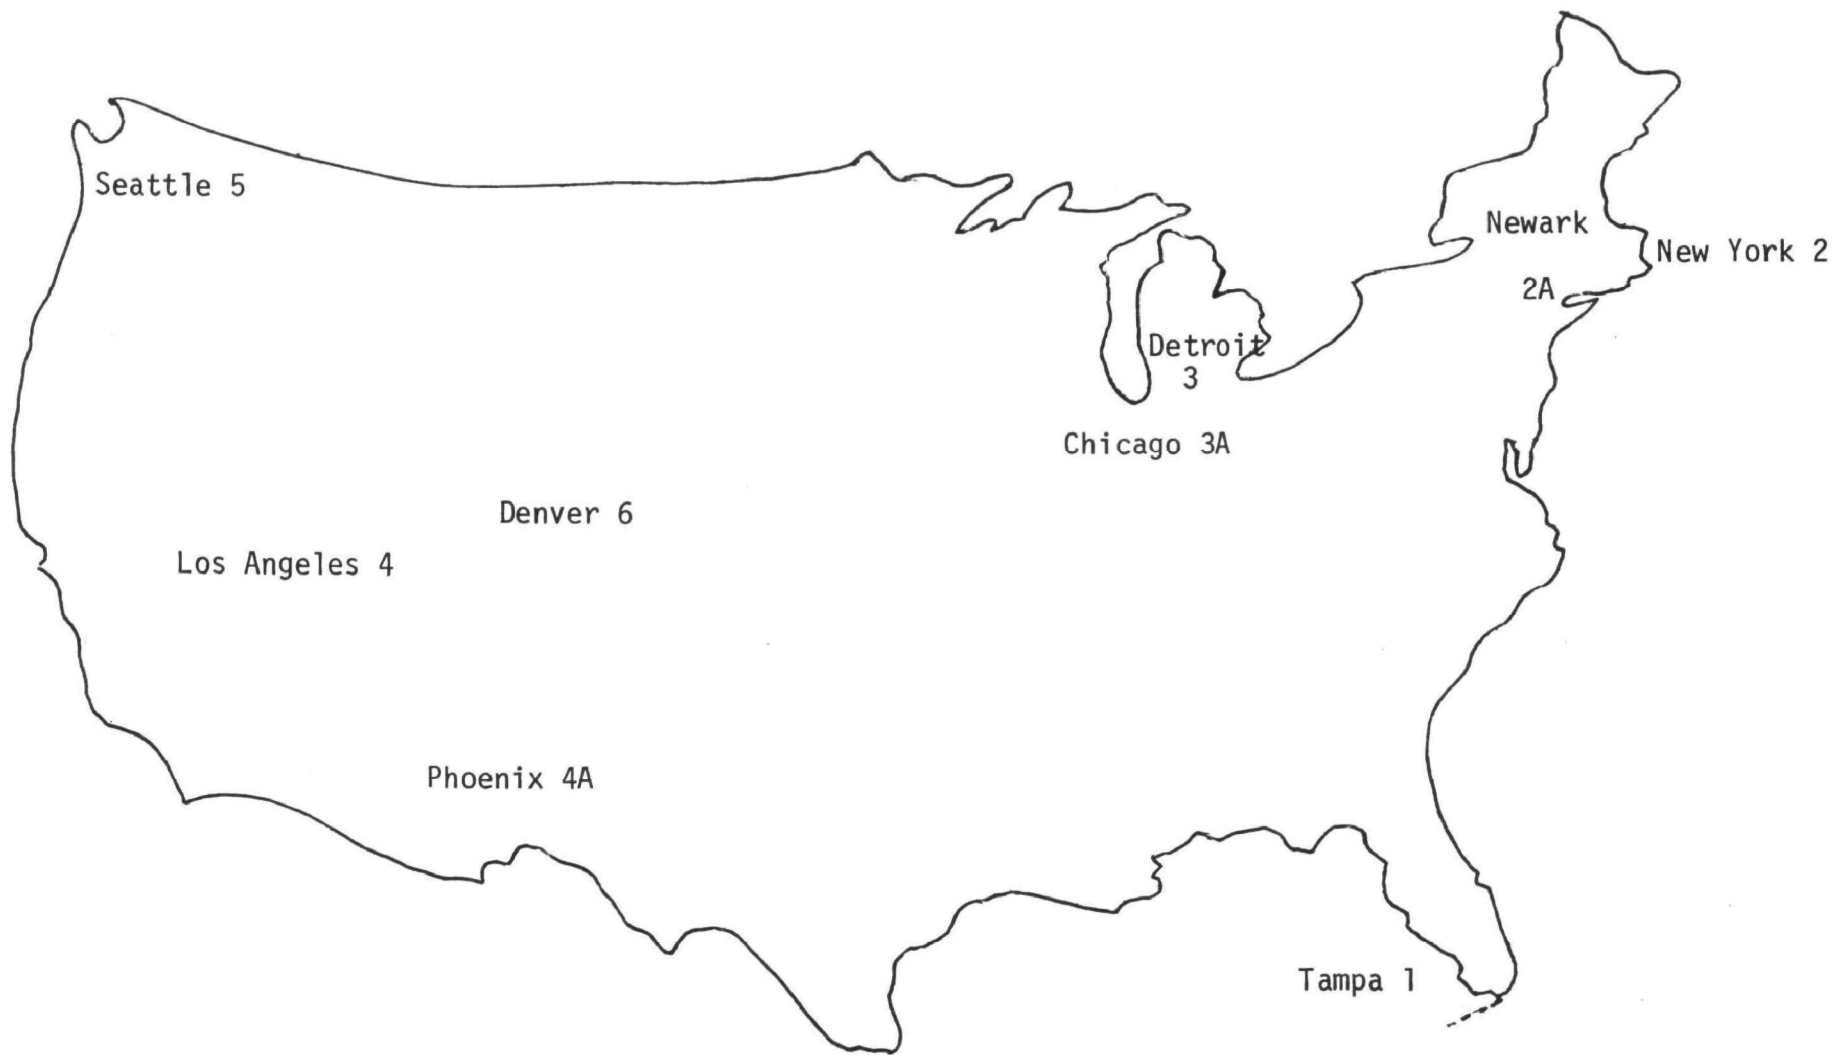 Seattle 5
Newark
New York 2
2A
Detroit
3
Chicago 3A
Denver 6
Los Angeles 4
Phoenix 4A
Tampa 1